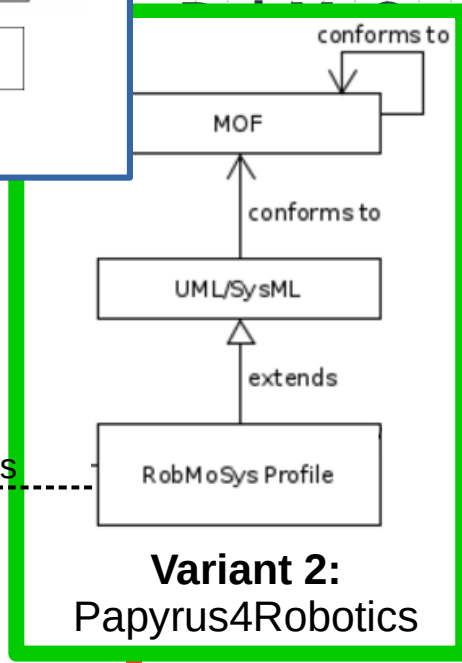 conforms to
MOF
conforms to
UML/SysML
extends
RobMoSys Profile
s
Variant 2:
Papyrus4Robotics